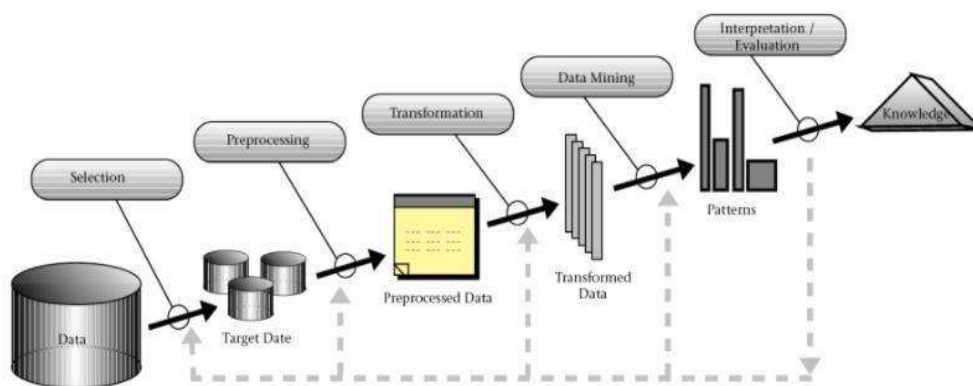 Interpretation /
Evaluation
Data Mining
Transformation
Preprocessing
Selection
Knowledge
Patterns
Transformed
Data
Preprocessed Data
Target Date
Data